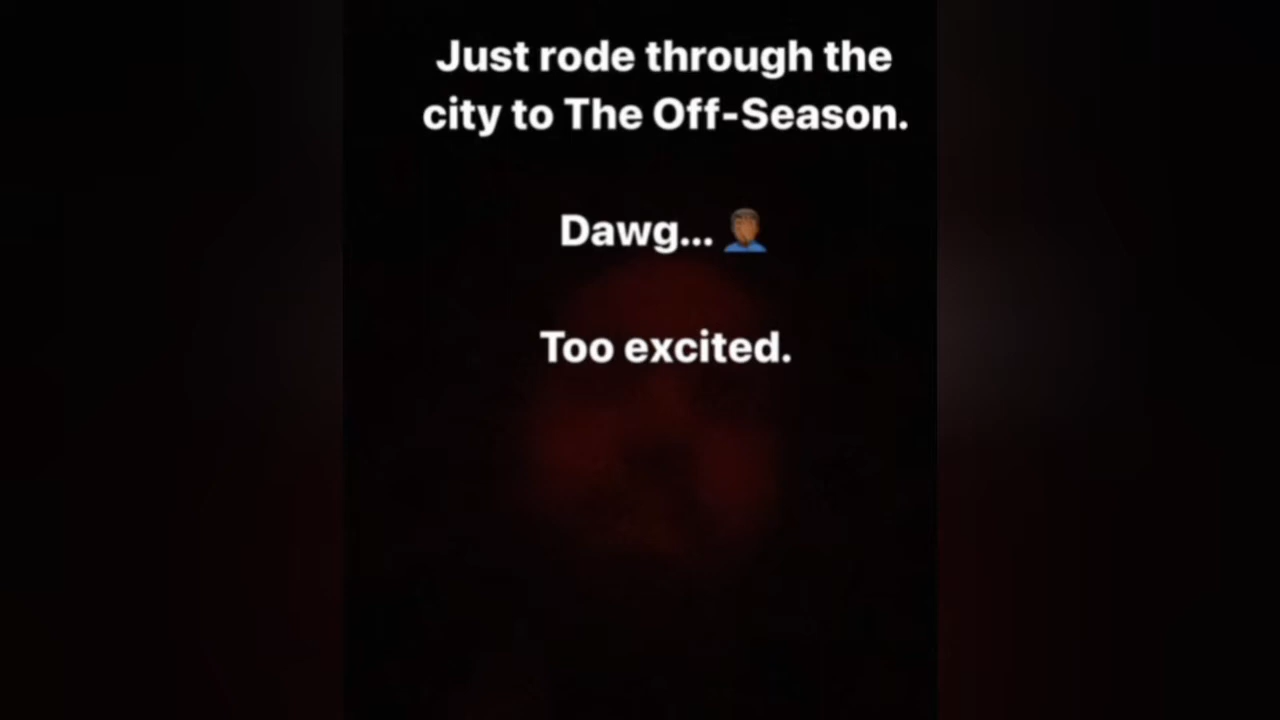 Just rode through the
city to The Off-Season.
Dawg... 🤦🏾‍♂️
Too excited.